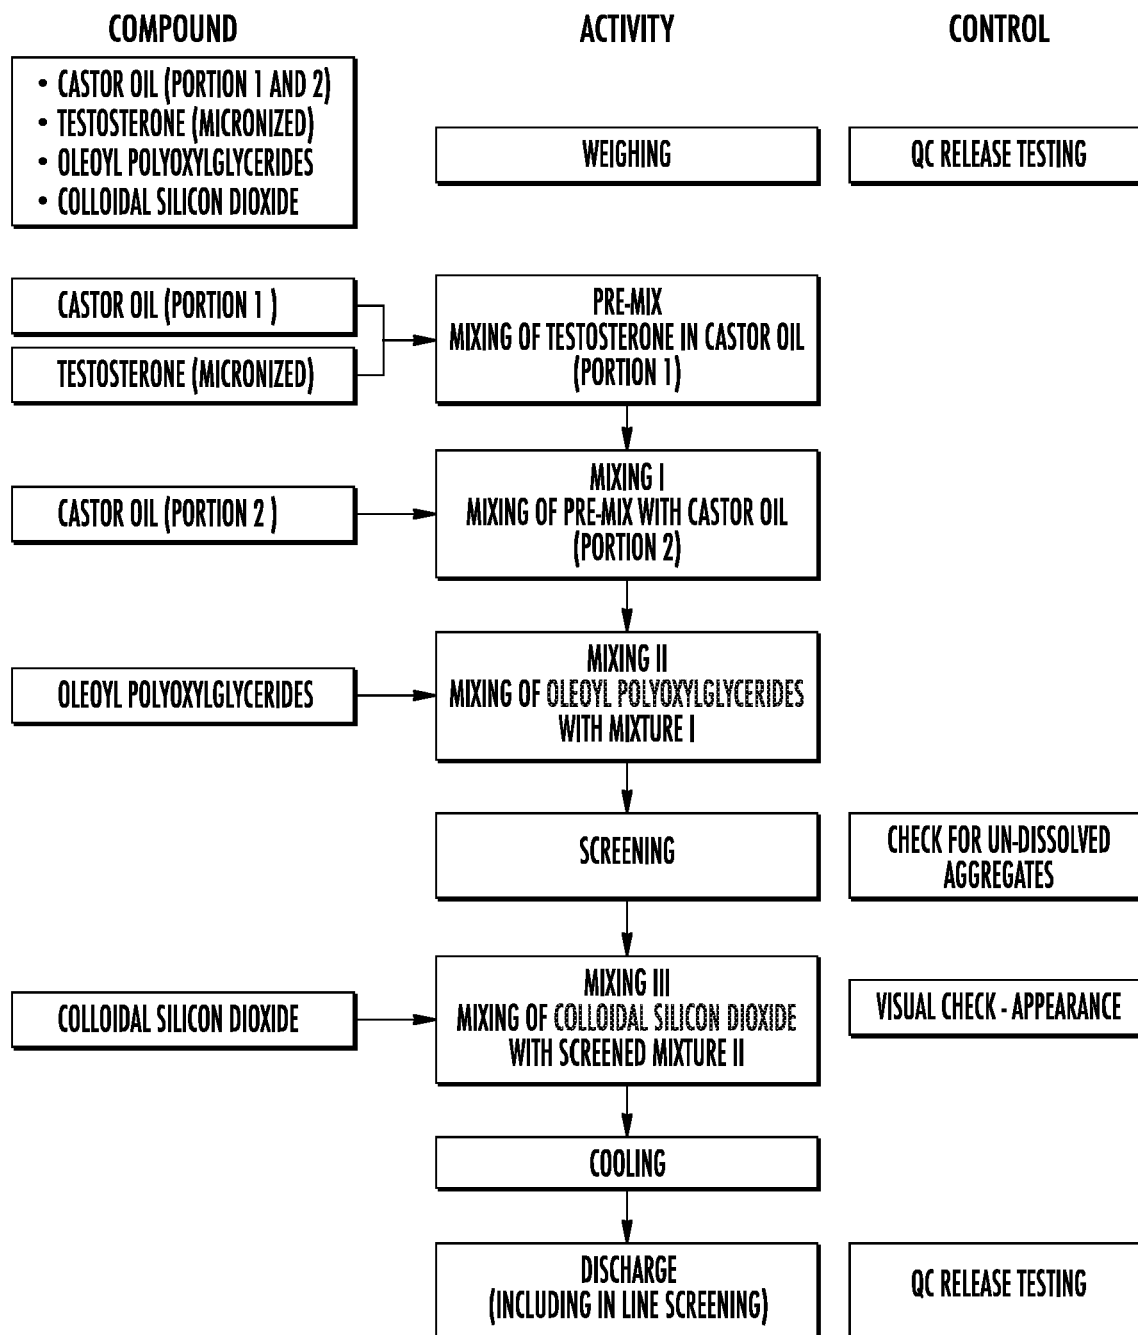 COMPOUND
ACTIVITY
CONTROL
• CASTOR OIL (PORTION 1 AND 2)
• TESTOSTERONE (MICRONIZED)
• OLEOYL POLYOXYLGLYCERIDES
• COLLOIDAL SILICON DIOXIDE
WEIGHING
QC RELEASE TESTING
CASTOR OIL (PORTION 1 )
TESTOSTERONE (MICRONIZED)
PRE-MIX
MIXING OF TESTOSTERONE IN CASTOR OIL
(PORTION 1)
CASTOR OIL (PORTION 2 )
MIXING I
MIXING OF PRE-MIX WITH CASTOR OIL
(PORTION 2)
OLEOYL POLYOXYLGLYCERIDES
MIXING II
MIXING OF OLEOYL POLYOXYLGLYCERIDES
WITH MIXTURE I
SCREENING
CHECK FOR UN-DISSOLVED
AGGREGATES
COLLOIDAL SILICON DIOXIDE
MIXING III
MIXING OF COLLOIDAL SILICON DIOXIDE
WITH SCREENED MIXTURE II
VISUAL CHECK - APPEARANCE
COOLING
DISCHARGE
(INCLUDING IN LINE SCREENING)
QC RELEASE TESTING